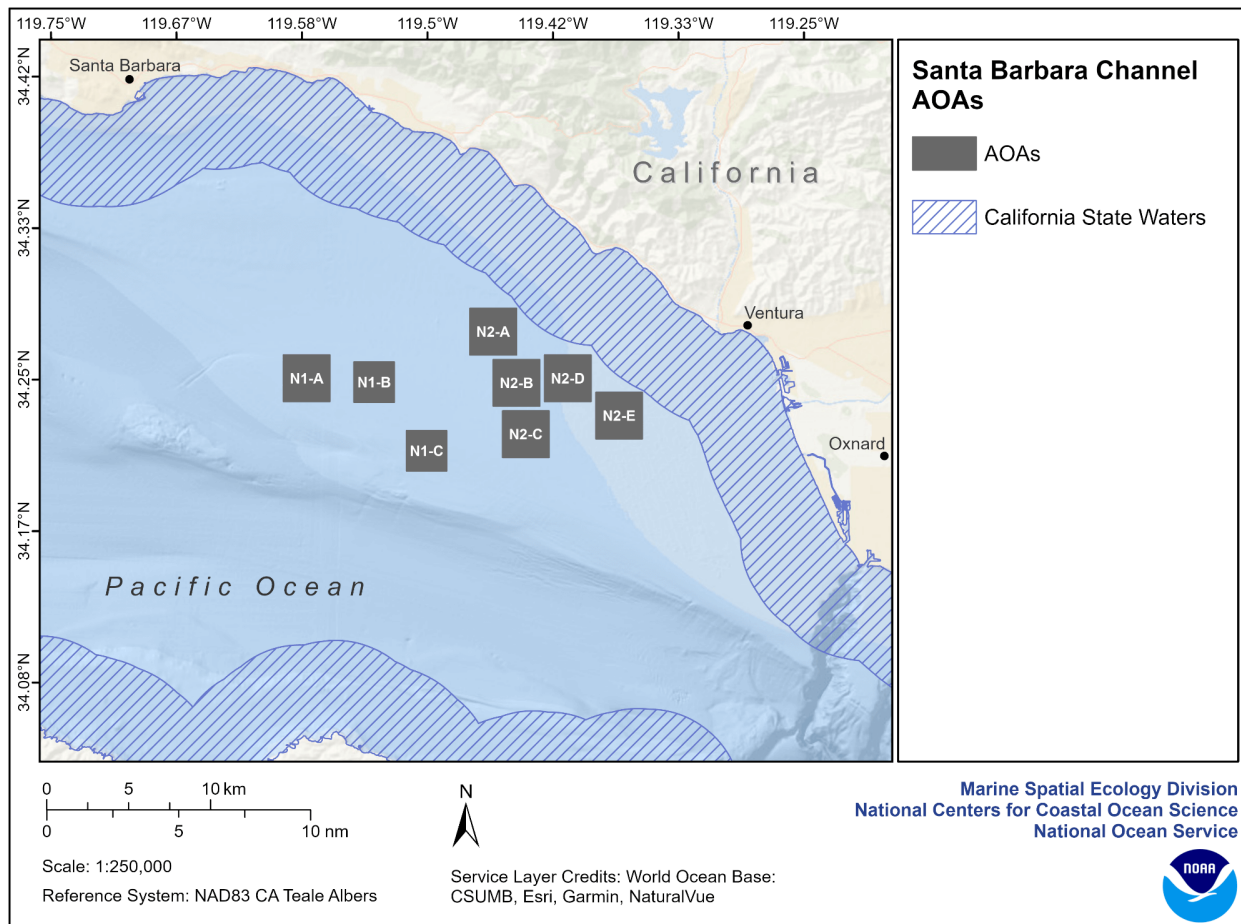 119.75°W 119.67°W 119.58°W 119.5°W 119.42°W 119.33°W 119.25°W
34.42°N
34.33°N
34.25°N
34.17°N
34.08°N
Santa Barbara
California
Ventura
Oxnard
N2-A
N1-A
N1-B
N2-B
N2-D
N2-E
N2-C
N1-C
Pacific Ocean
Santa Barbara Channel
AOAs
AOAs
California State Waters
0 5 10 km
0 5 10 nm
Scale: 1:250,000
Reference System: NAD83 CA Teale Albers
N
Service Layer Credits: World Ocean Base:
CSUMB, Esri, Garmin, NaturalVue
Marine Spatial Ecology Division
National Centers for Coastal Ocean Science
National Ocean Service
NOAA